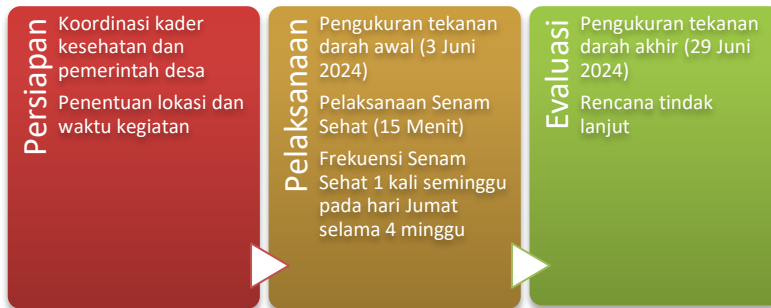 Persiapan
Koordinasi kader
kesehatan dan
pemerintah desa
Penentuan lokasi dan
waktu kegiatan
Pelaksanaan
Pengukuran tekanan
darah awal (3 Juni
2024)
Pelaksanaan Senam
Sehat (15 Menit)
Frekuensi Senam
Sehat 1 kali seminggu
pada hari Jumat
selama 4 minggu
Evaluasi
Pengukuran tekanan
darah akhir (29 Juni
2024)
Rencana tindak
lanjut